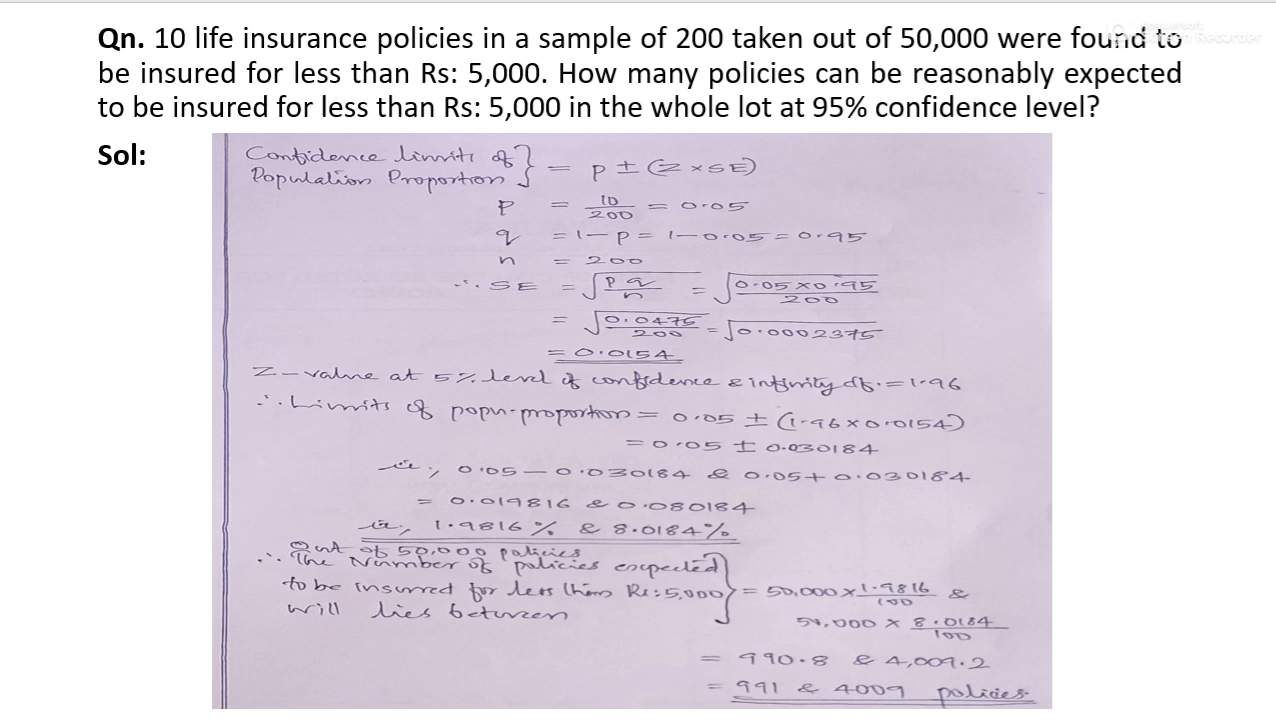 Qn. 10 life insurance policies in a sample of 200 taken out of 50,000 were found to
be insured for less than Rs: 5,000. How many policies can be reasonably expected
to be insured for less than Rs: 5,000 in the whole lot at 95% confidence level?
Sol:
Confidence limits of
Population Proportion } = p ± (Z × SE)
P = 10/200 = 0.05
q = 1 - p = 1 - 0.05 = 0.95
n = 200
∴ SE = √(pq/n) = √(0.05 × 0.95/200)
= √(0.0475/200) = √0.0002375
= 0.0154
Z - value at 5% level of confidence & infinity df. = 1.96
∴ Limits of popn. proportion = 0.05 ± (1.96 × 0.0154)
= 0.05 ± 0.030184
ie., 0.05 - 0.030184 & 0.05 + 0.030184
= 0.019816 & 0.080184
ie., 1.9816% & 8.0184%
Out of 50,000 policies
∴ The Number of policies expected
to be insured for less than Rs: 5,000 } = 50,000 × 1.9816/100 &
will lies between
50,000 × 8.0184/100
= 990.8 & 4,009.2
= 991 & 4009 policies